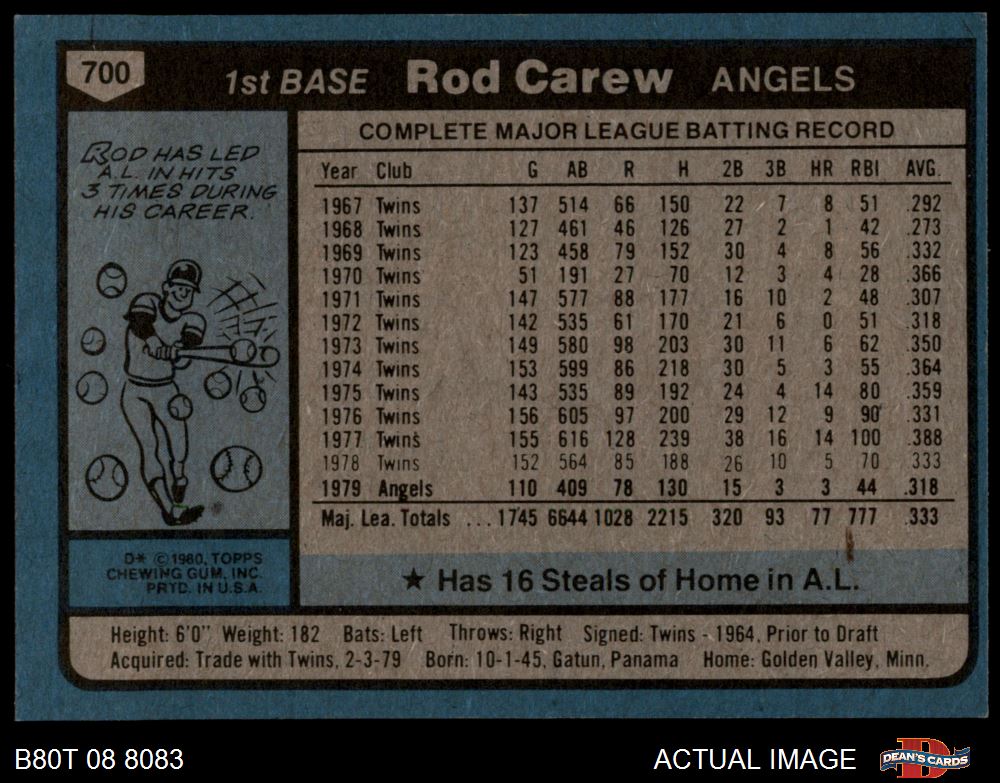 700
1st BASE Rod Carew ANGELS
ROD HAS LED
A.L. IN HITS
3 TIMES DURING
HIS CAREER.
COMPLETE MAJOR LEAGUE BATTING RECORD
Year Club G AB R H 2B 3B HR RBI AVG.
1967 Twins 137 514 66 150 22 7 8 51 .292
1968 Twins 127 461 46 126 27 2 1 42 .273
1969 Twins 123 458 79 152 30 4 8 56 .332
1970 Twins 51 191 27 70 12 3 4 28 .366
1971 Twins 147 577 88 177 16 10 2 48 .307
1972 Twins 142 535 61 170 21 6 0 51 .318
1973 Twins 149 580 98 203 30 11 6 62 .350
1974 Twins 153 599 86 218 30 5 3 55 .364
1975 Twins 143 535 89 192 24 4 14 80 .359
1976 Twins 156 605 97 200 29 12 9 90 .331
1977 Twins 155 616 128 239 38 16 14 100 .388
1978 Twins 152 564 85 188 26 10 5 70 .333
1979 Angels 110 409 78 130 15 3 3 44 .318
Maj. Lea. Totals ... 1745 6644 1028 2215 320 93 77 777 .333
D* © 1980, TOPPS
CHEWING GUM, INC.
PRTD. IN U.S.A.
★ Has 16 Steals of Home in A.L.
Height: 6'0" Weight: 182 Bats: Left Throws: Right Signed: Twins - 1964, Prior to Draft
Acquired: Trade with Twins, 2-3-79 Born: 10-1-45, Gatun, Panama Home: Golden Valley, Minn.
B80T 08 8083
ACTUAL IMAGE
DEAN'S CARDS